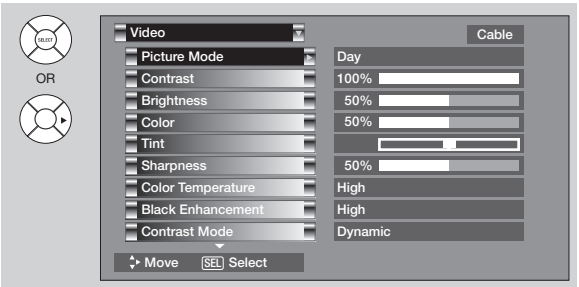 SELECT
OR
Video
Cable
Picture Mode Day
Contrast 100%
Brightness 50%
Color 50%
Tint
Sharpness 50%
Color Temperature High
Black Enhancement High
Contrast Mode Dynamic
Move SEL Select